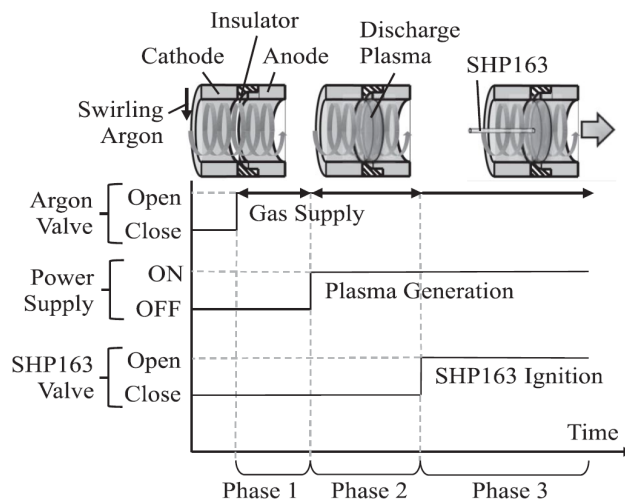 Insulator
Cathode
Anode
Discharge
Plasma
SHP163
Swirling
Argon
Argon
Valve
Open
Close
Gas Supply
Power
Supply
ON
OFF
Plasma Generation
SHP163
Valve
Open
Close
SHP163 Ignition
Time
Phase 1
Phase 2
Phase 3